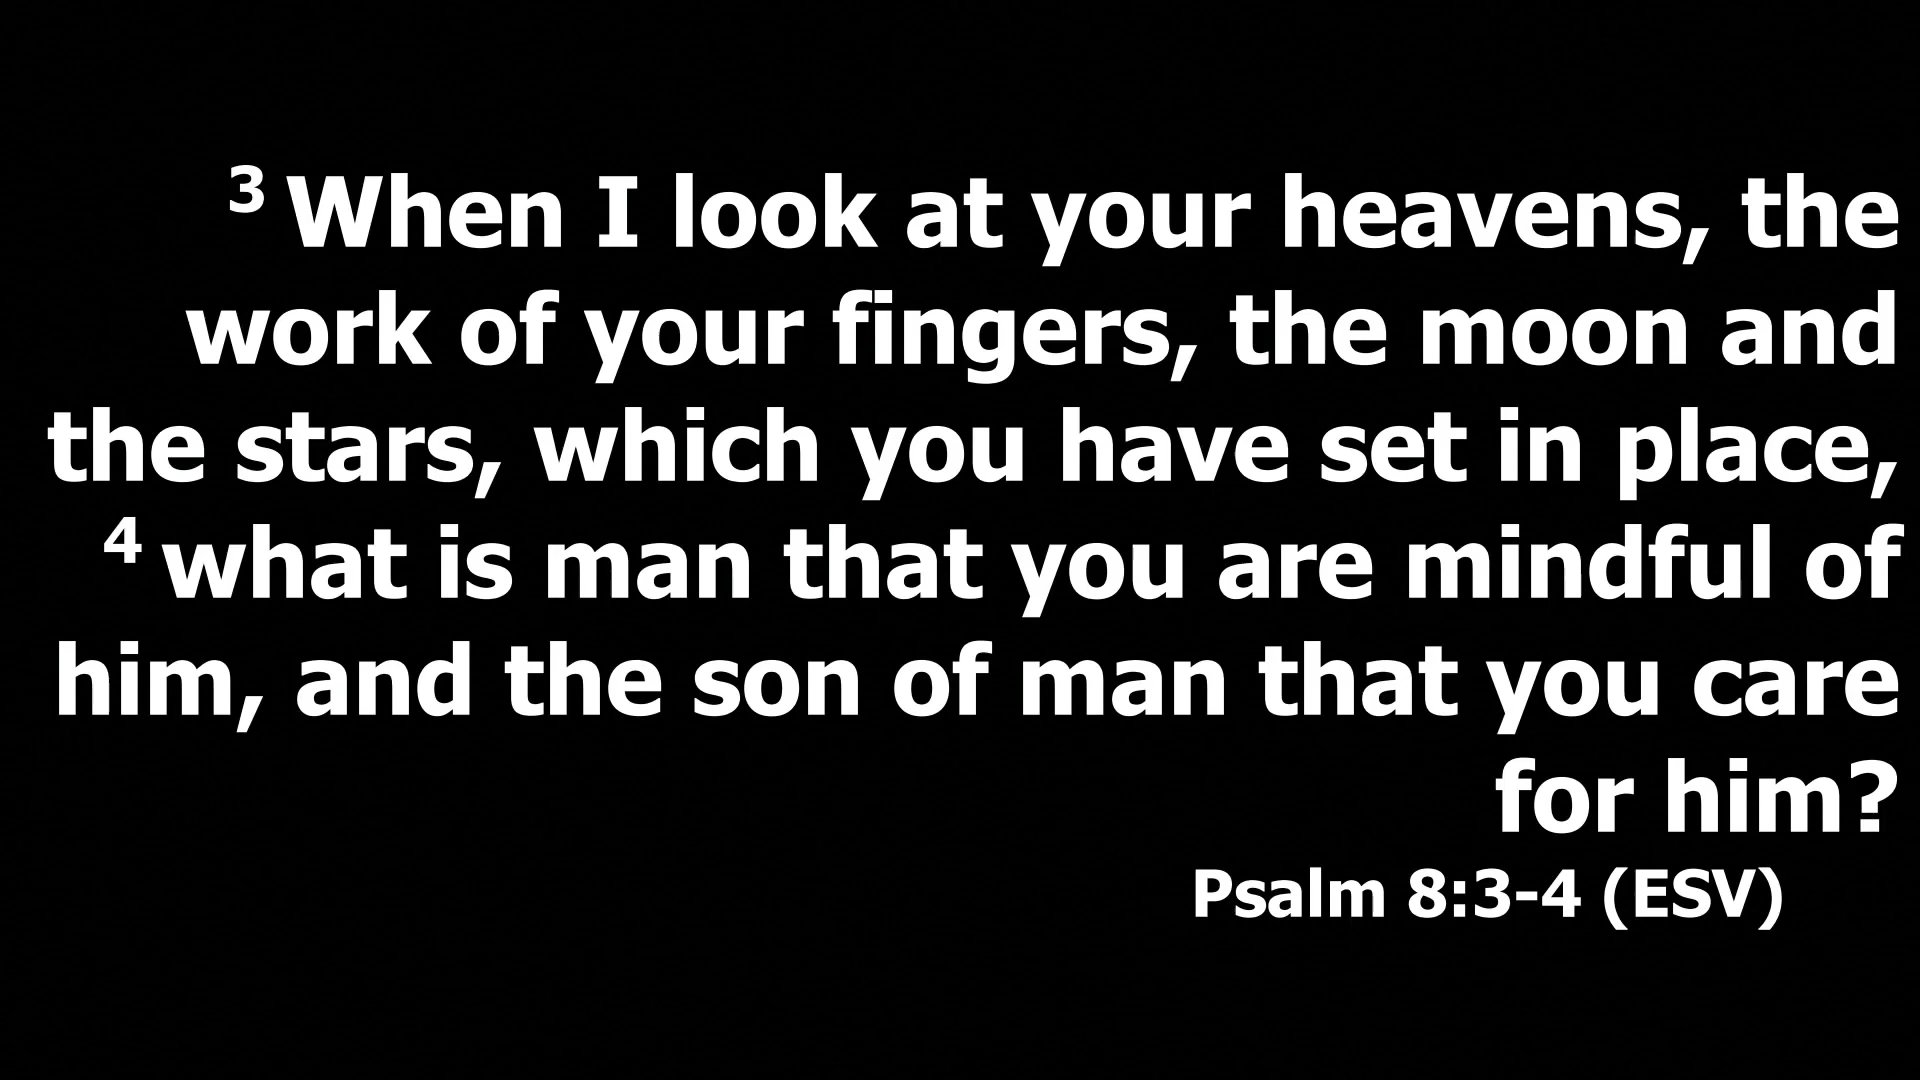 3 When I look at your heavens, the
work of your fingers, the moon and
the stars, which you have set in place,
4 what is man that you are mindful of
him, and the son of man that you care
for him?
Psalm 8:3-4 (ESV)